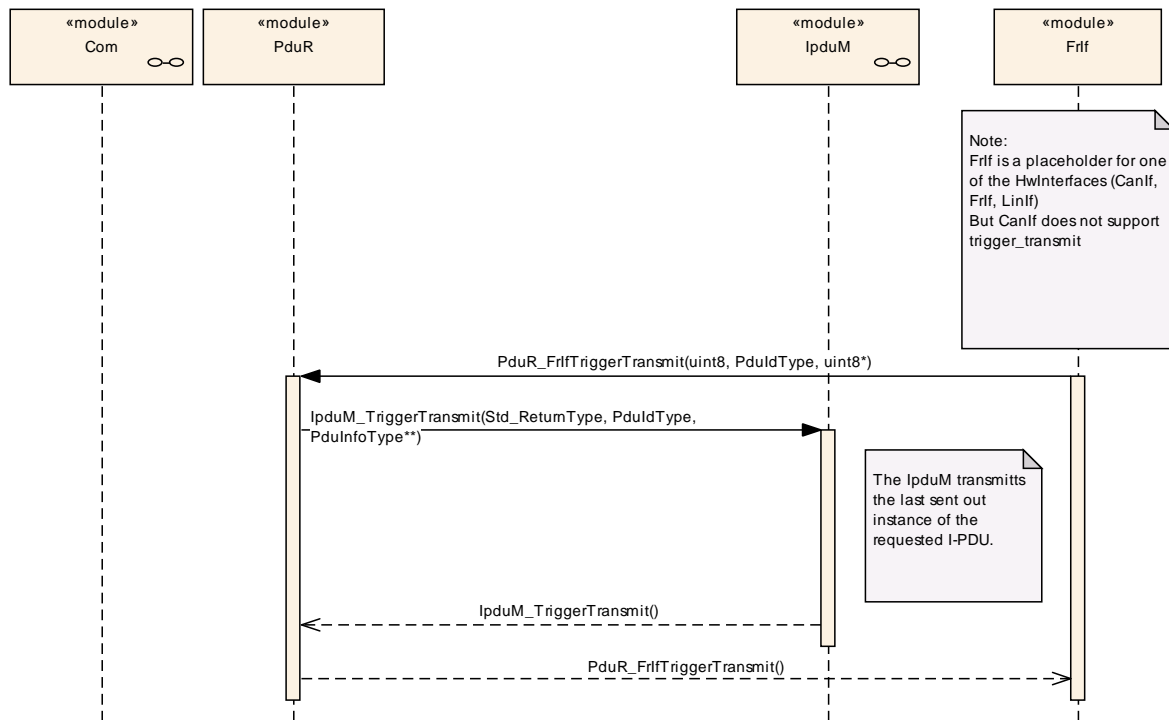 «module»
Com
«module»
PduR
«module»
IpduM
«module»
FrIf
Note:
FrIf is a placeholder for one
of the HwInterfaces (CanIf,
FrIf, LinIf)
But CanIf does not support
trigger_transmit
PduR_FrIfTriggerTransmit(uint8, PduIdType, uint8*)
IpduM_TriggerTransmit(Std_ReturnType, PduIdType,
PduInfoType**)
The IpduM transmitts
the last sent out
instance of the
requested I-PDU.
IpduM_TriggerTransmit()
PduR_FrIfTriggerTransmit()